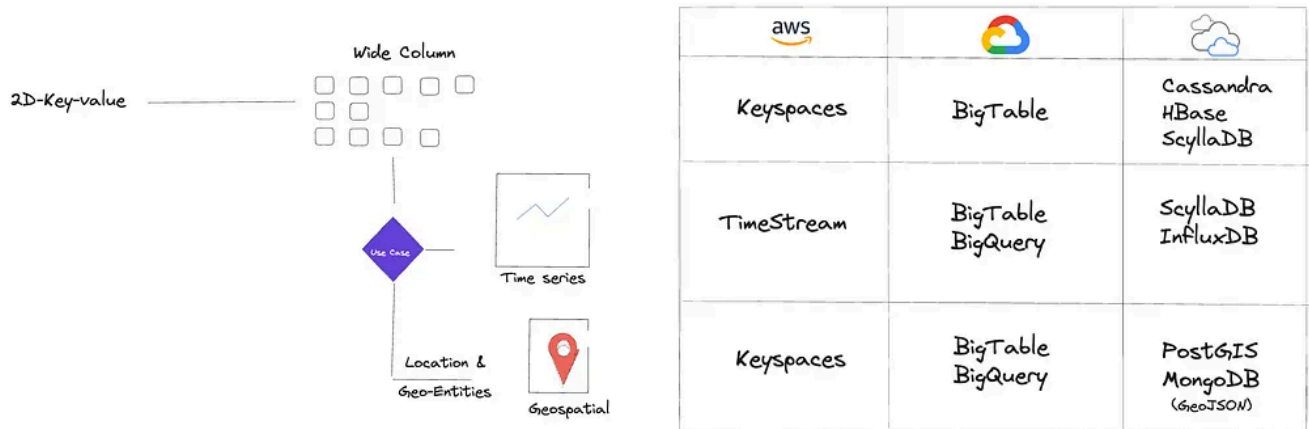 2D-Key-value
Wide Column
Use Case
Time series
Location &
Geo-Entities
Geospatial
aws
Keyspaces
BigTable
Cassandra
HBase
ScyllaDB
TimeStream
BigTable
BigQuery
ScyllaDB
InfluxDB
Keyspaces
BigTable
BigQuery
PostGIS
MongoDB
(GeoJSON)